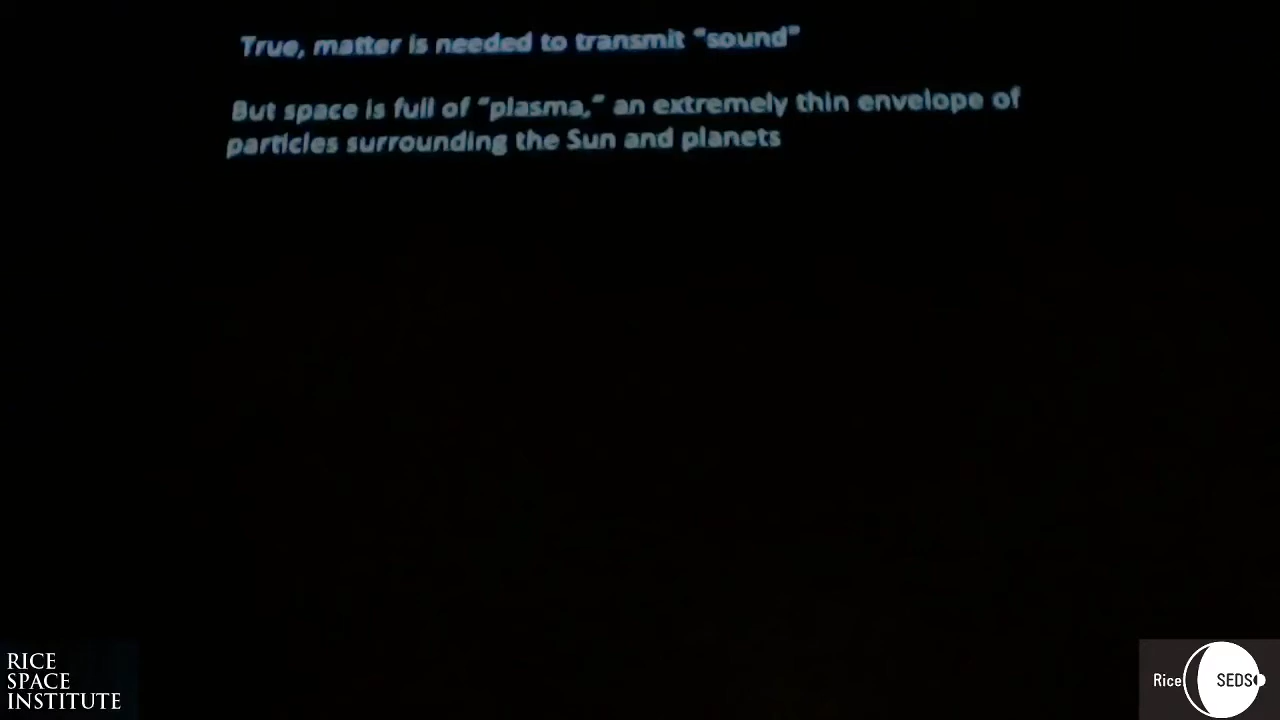 True, matter is needed to transmit “sound”
But space is full of “plasma,” an extremely thin envelope of
particles surrounding the Sun and planets
RICE
SPACE
INSTITUTE
Rice SEDS